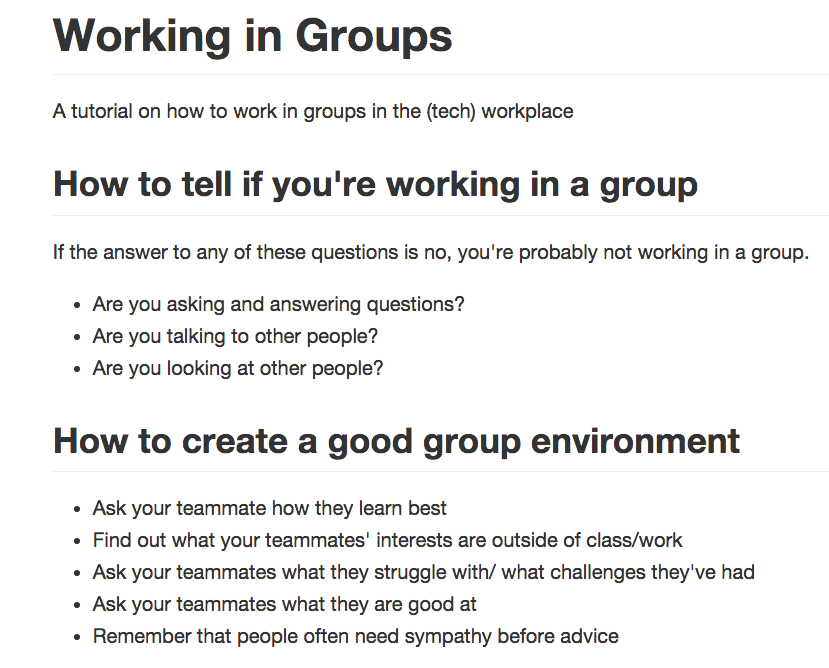 Working in Groups
A tutorial on how to work in groups in the (tech) workplace
How to tell if you're working in a group
If the answer to any of these questions is no, you're probably not working in a group.
• Are you asking and answering questions?
• Are you talking to other people?
• Are you looking at other people?
How to create a good group environment
• Ask your teammate how they learn best
• Find out what your teammates' interests are outside of class/work
• Ask your teammates what they struggle with/ what challenges they've had
• Ask your teammates what they are good at
• Remember that people often need sympathy before advice